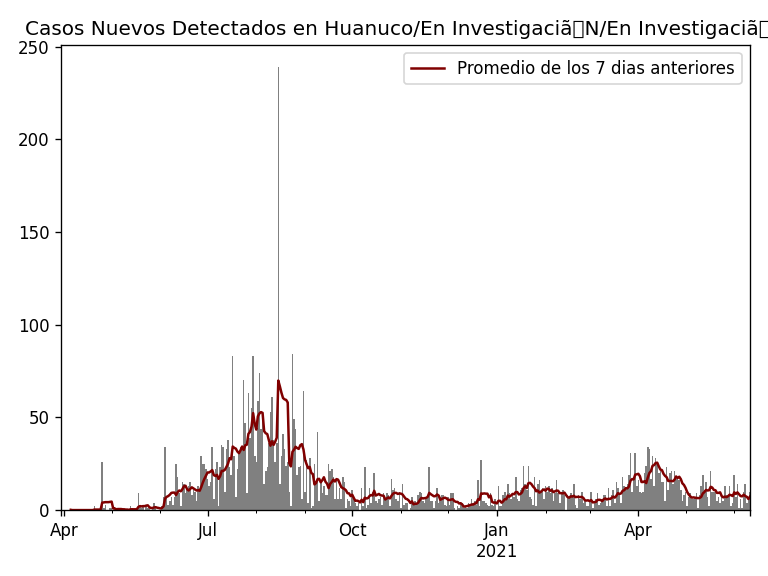 Casos Nuevos Detectados en Huanuco/En Investigaciã▯N/En Investigaciã▯
250
Promedio de los 7 dias anteriores
200
150
100
50
0
Apr Jul Oct Jan Apr
2021